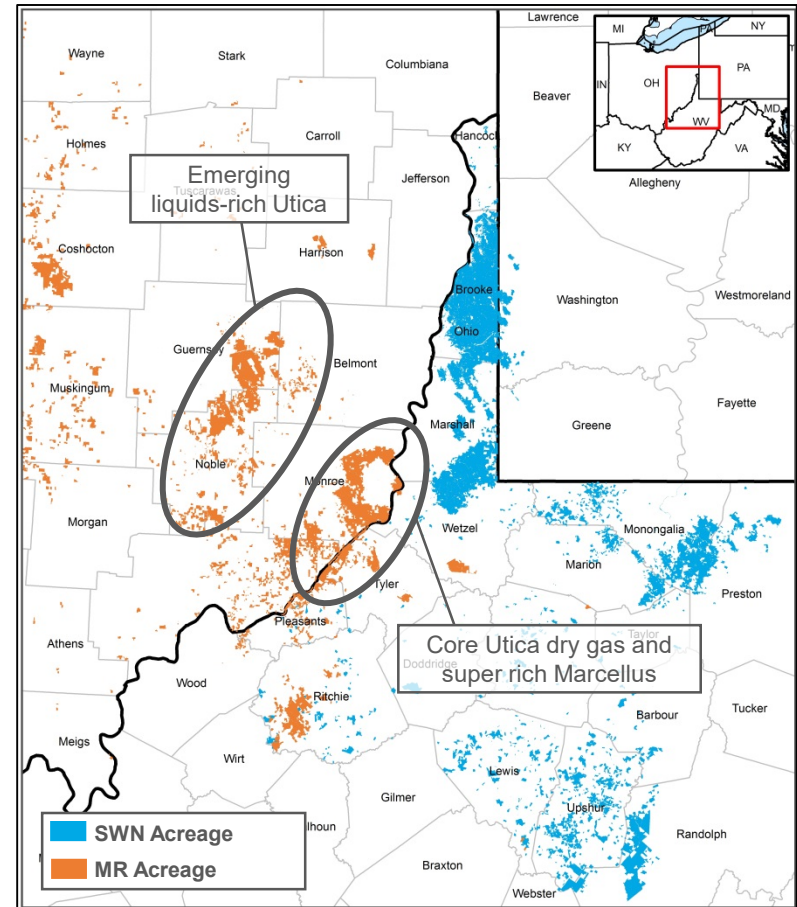 Lawrence
MI
PA
NY
IN
OH
PA
MD
WV
KY
VA
Wayne
Stark
Columbiana
Beaver
Holmes
Carroll
Hancock
Allegheny
Jefferson
Emerging
liquids-rich Utica
Tuscarawas
Coshocton
Harrison
Brooke
Washington
Westmoreland
Ohio
Guernsey
Belmont
Muskingum
Marshall
Fayette
Greene
Noble
Monroe
Morgan
Wetzel
Monongalia
Marion
Preston
Tyler
Pleasants
Athens
Core Utica dry gas and
super rich Marcellus
Taylor
Doddridge
Wood
Ritchie
Barbour
Tucker
Meigs
Wirt
Lewis
Gilmer
Upshur
Randolph
SWN Acreage
MR Acreage
Braxton
Webster